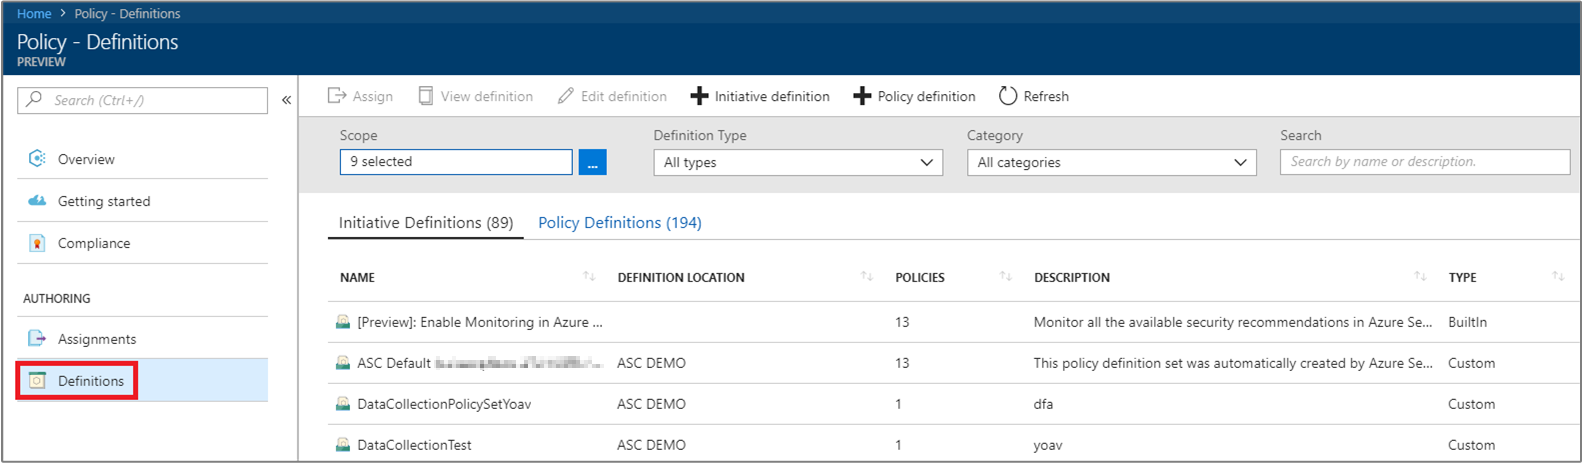 Home > Policy - Definitions
Policy - Definitions
PREVIEW
Search (Ctrl+/)
«
Overview
Getting started
Compliance
AUTHORING
Assignments
Definitions
Assign View definition Edit definition Initiative definition Policy definition Refresh
Scope Definition Type Category Search
9 selected ... All types All categories Search by name or description.
Initiative Definitions (89) Policy Definitions (194)
NAME DEFINITION LOCATION POLICIES DESCRIPTION TYPE
[Preview]: Enable Monitoring in Azure ... 13 Monitor all the available security recommendations in Azure Se... BuiltIn
ASC Default ... ASC DEMO 13 This policy definition set was automatically created by Azure Se... Custom
DataCollectionPolicySetYoav ASC DEMO 1 dfa Custom
DataCollectionTest ASC DEMO 1 yoav Custom